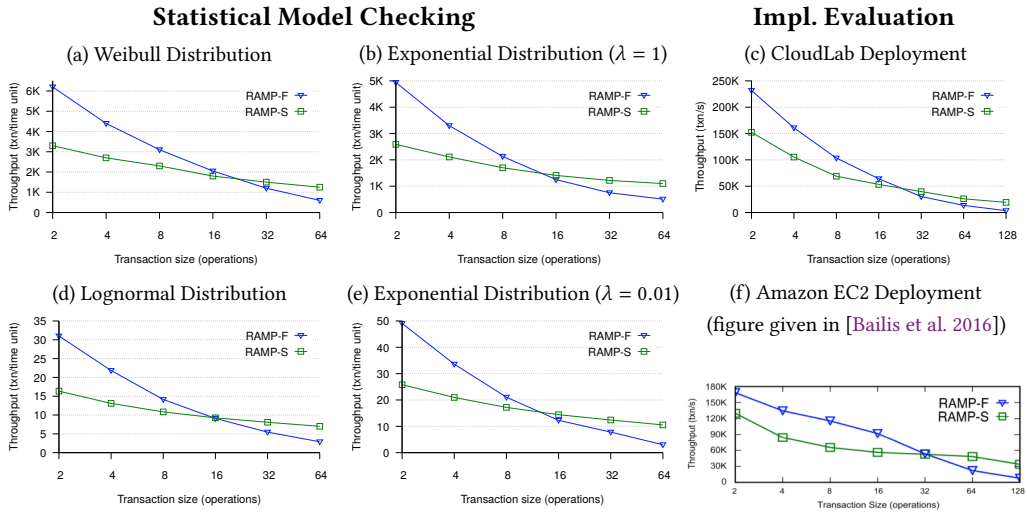 Statistical Model Checking
Impl. Evaluation
(a) Weibull Distribution
Throughput (txn/time unit)
6K
5K
4K
3K
2K
1K
0
RAMP-F
RAMP-S
2 4 8 16 32 64
Transaction size (operations)
(b) Exponential Distribution (λ = 1)
Throughput (txn/time unit)
5K
4K
3K
2K
1K
0
RAMP-F
RAMP-S
2 4 8 16 32 64
Transaction size (operations)
(c) CloudLab Deployment
Throughput (txn/s)
250K
200K
150K
100K
50K
0
RAMP-F
RAMP-S
2 4 8 16 32 64 128
Transaction size (operations)
(d) Lognormal Distribution
Throughput (txn/time unit)
35
30
25
20
15
10
5
0
RAMP-F
RAMP-S
2 4 8 16 32 64
Transaction size (operations)
(e) Exponential Distribution (λ = 0.01)
Throughput (txn/time unit)
50
40
30
20
10
0
RAMP-F
RAMP-S
2 4 8 16 32 64
Transaction size (operations)
(f) Amazon EC2 Deployment
(figure given in [Bailis et al. 2016])
Throughput (txn/s)
180K
150K
120K
90K
60K
30K
0
RAMP-F
RAMP-S
2 4 8 16 32 64 128
Transaction Size (operations)